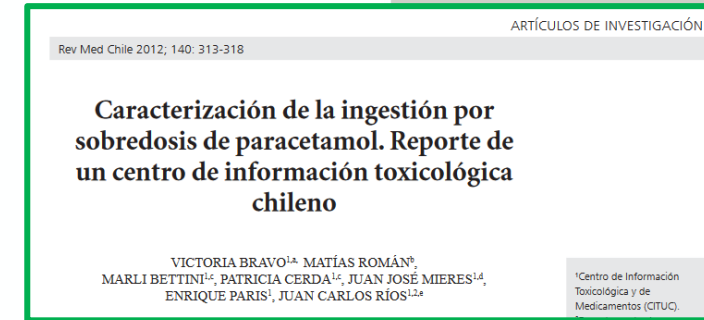 ARTÍCULOS DE INVESTIGACIÓN
Rev Med Chile 2012; 140: 313-318
Caracterización de la ingestión por
sobredosis de paracetamol. Reporte de
un centro de información toxicológica
chileno
VICTORIA BRAVO1,a, MATÍAS ROMÁNb,
MARLI BETTINI1,c, PATRICIA CERDA1,c, JUAN JOSÉ MIERES1,d,
ENRIQUE PARIS1, JUAN CARLOS RÍOS1,2,e
1Centro de Información
Toxicológica y de
Medicamentos (CITUC).